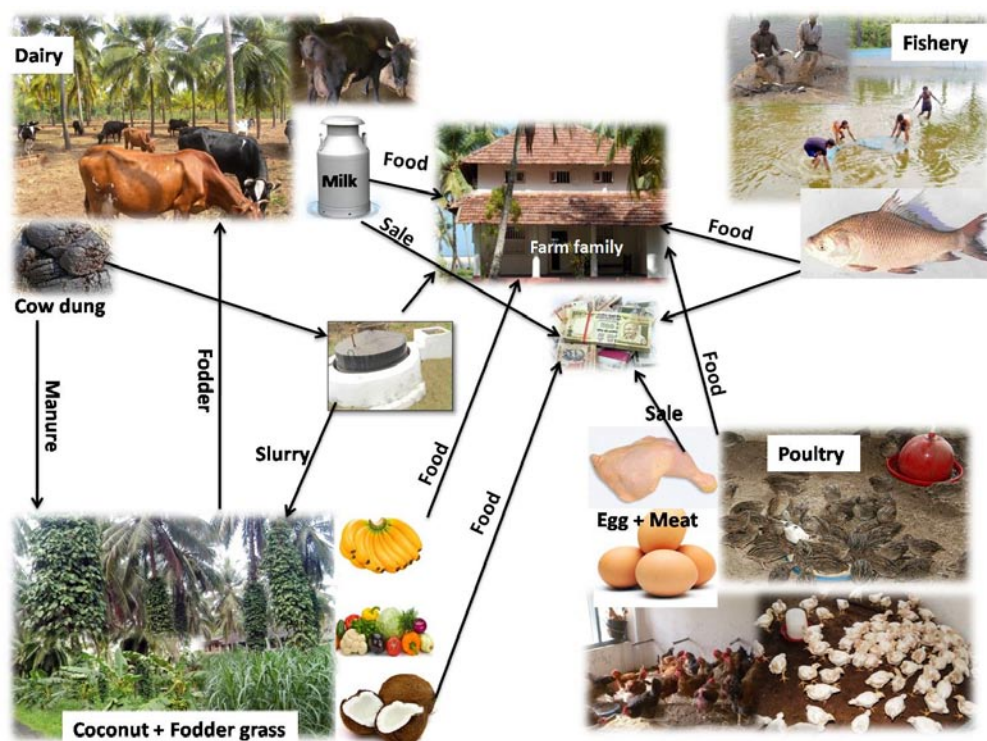 Dairy
Fishery
Food
Milk
Sale
Farm family
Food
Cow dung
Manure
Fodder
Slurry
Food
Food
Food
Sale
Poultry
Egg + Meat
Coconut + Fodder grass